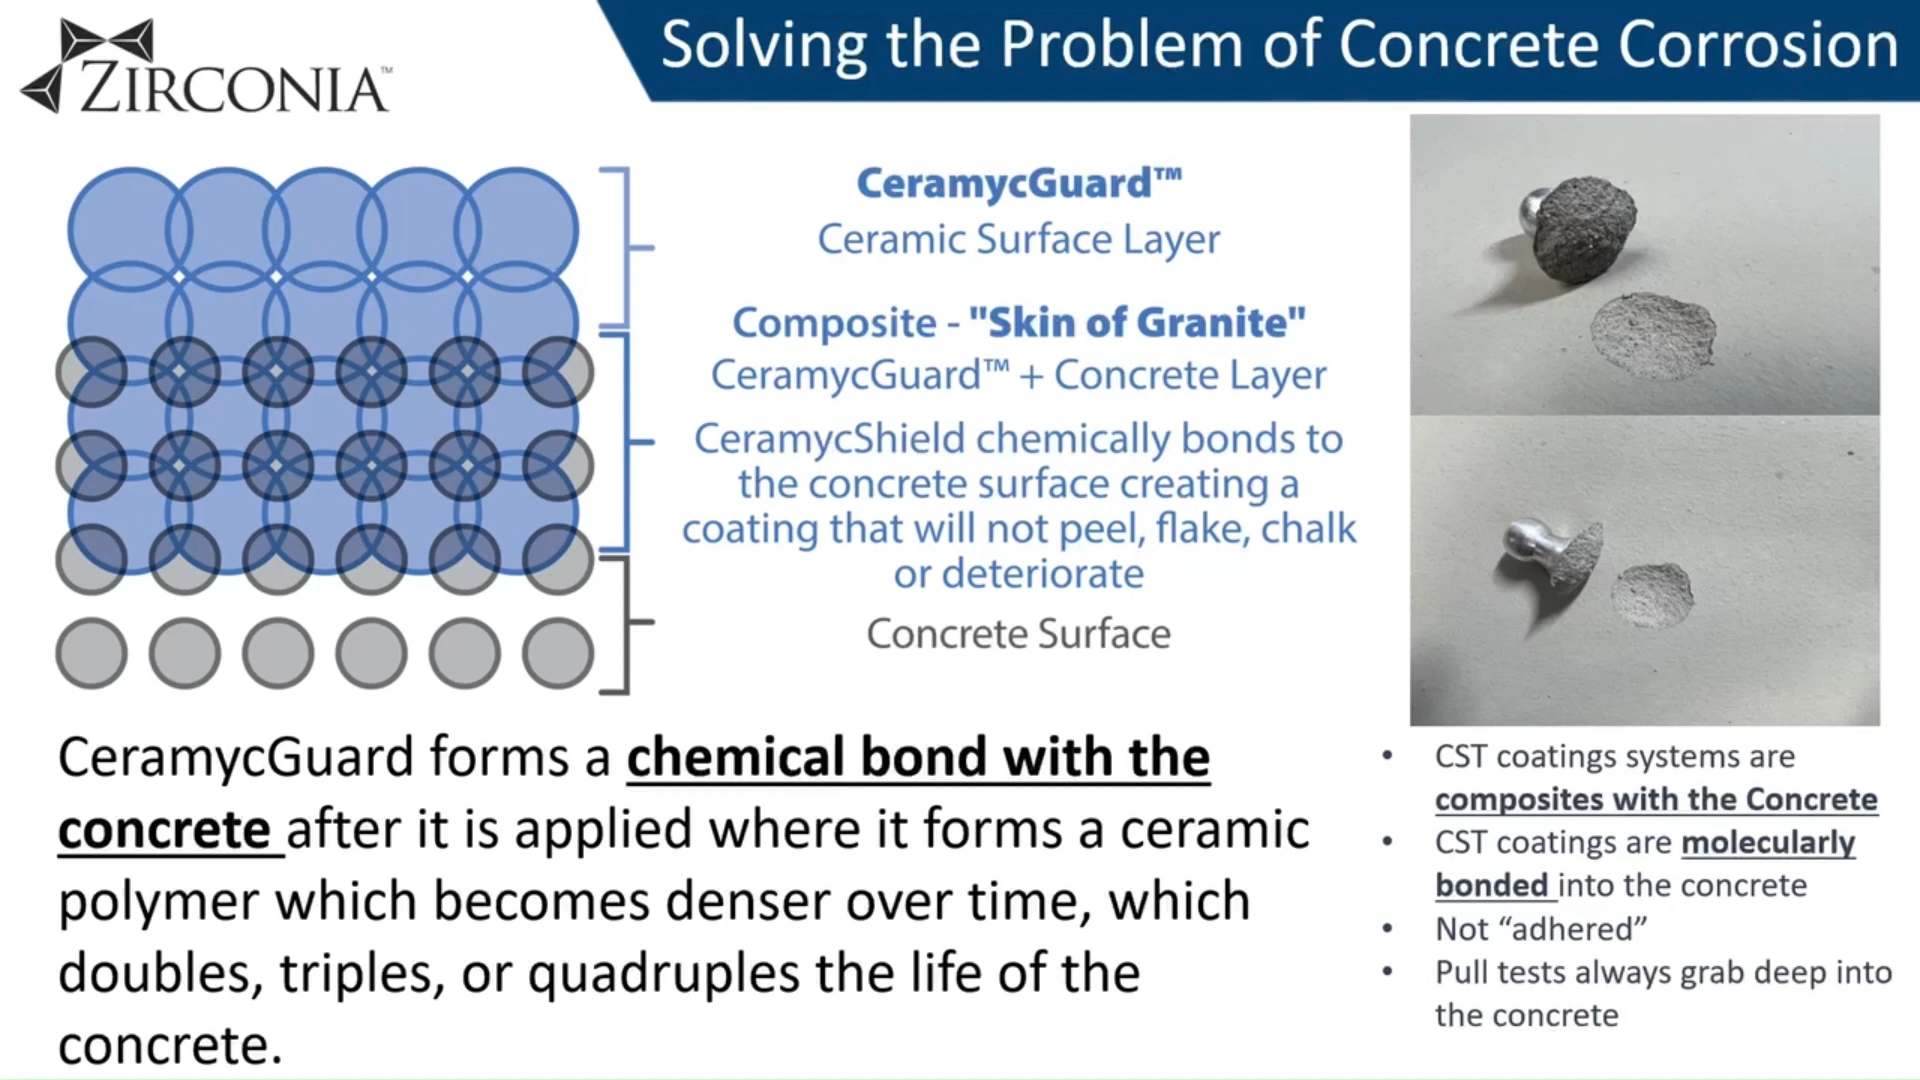 ZIRCONIA™
Solving the Problem of Concrete Corrosion
CeramycGuard™
Ceramic Surface Layer
Composite - "Skin of Granite"
CeramycGuard™ + Concrete Layer
CeramycShield chemically bonds to
the concrete surface creating a
coating that will not peel, flake, chalk
or deteriorate
Concrete Surface
CeramycGuard forms a chemical bond with the
concrete after it is applied where it forms a ceramic
polymer which becomes denser over time, which
doubles, triples, or quadruples the life of the
concrete.
• CST coatings systems are
composites with the Concrete
• CST coatings are molecularly
bonded into the concrete
• Not “adhered”
• Pull tests always grab deep into
the concrete